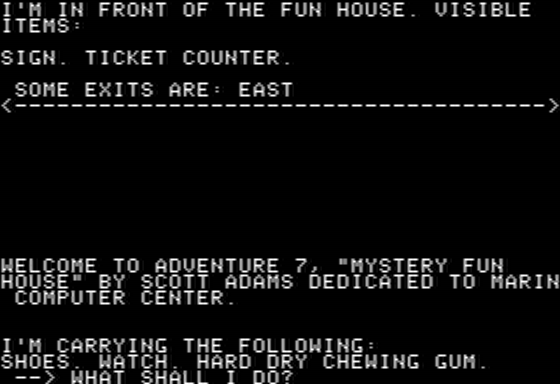 I'M IN FRONT OF THE FUN HOUSE. VISIBLE
ITEMS:
SIGN. TICKET COUNTER.
SOME EXITS ARE: EAST
<-------------------------------------->
WELCOME TO ADVENTURE 7, "MYSTERY FUN
HOUSE" BY SCOTT ADAMS DEDICATED TO MARIN
COMPUTER CENTER.
I'M CARRYING THE FOLLOWING:
SHOES. WATCH. HARD DRY CHEWING GUM.
--> WHAT SHALL I DO?